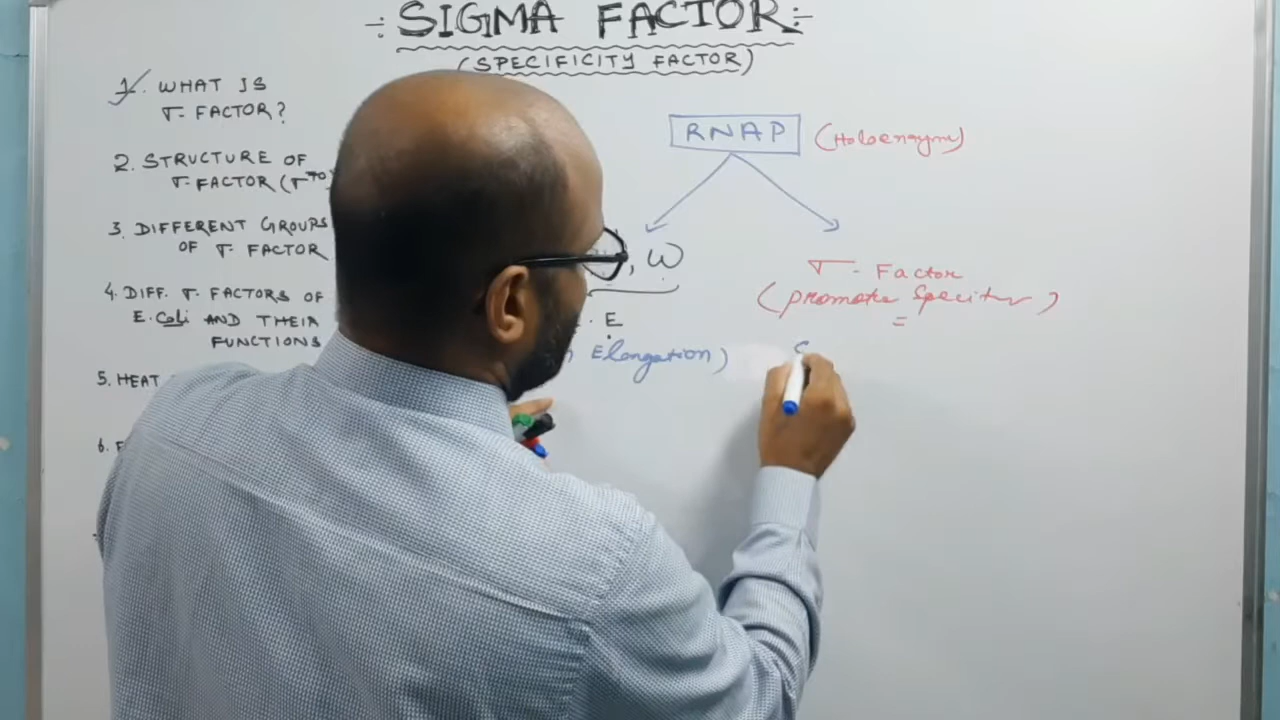 -: SIGMA FACTOR:-
(SPECIFICITY FACTOR)
1. WHAT IS
σ-FACTOR?
2. STRUCTURE OF
σ-FACTOR (σ70
3. DIFFERENT GROUPS
OF σ-FACTOR
4. DIFF. σ-FACTORS OF
E.Coli AND THEIR
FUNCTIONS
5. HEAT
6.
RNAP (Holoenzyme)
, ω
. E
Elongation)
σ-Factor
(promoter